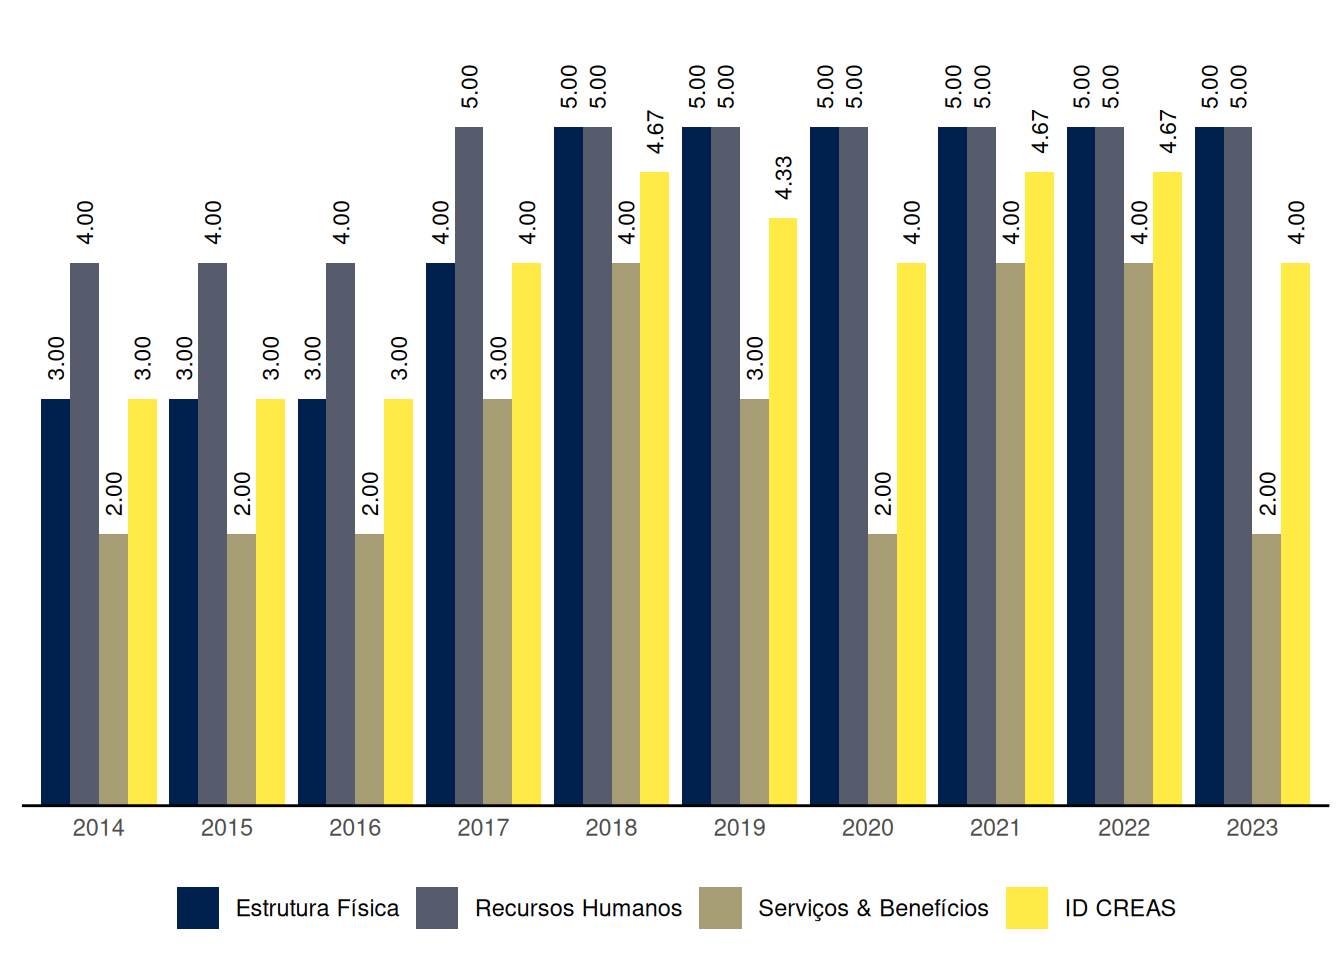 3.00 4.00 2.00 3.00 3.00 4.00 2.00 3.00 3.00 4.00 2.00 3.00 4.00 5.00 3.00 4.00 5.00 5.00 4.00 4.67 5.00 5.00 3.00 4.33 5.00 5.00 2.00 4.00 5.00 5.00 4.00 4.67 5.00 5.00 4.00 4.67 5.00 5.00 2.00 4.00
2014 2015 2016 2017 2018 2019 2020 2021 2022 2023
Estrutura Física Recursos Humanos Serviços & Benefícios ID CREAS